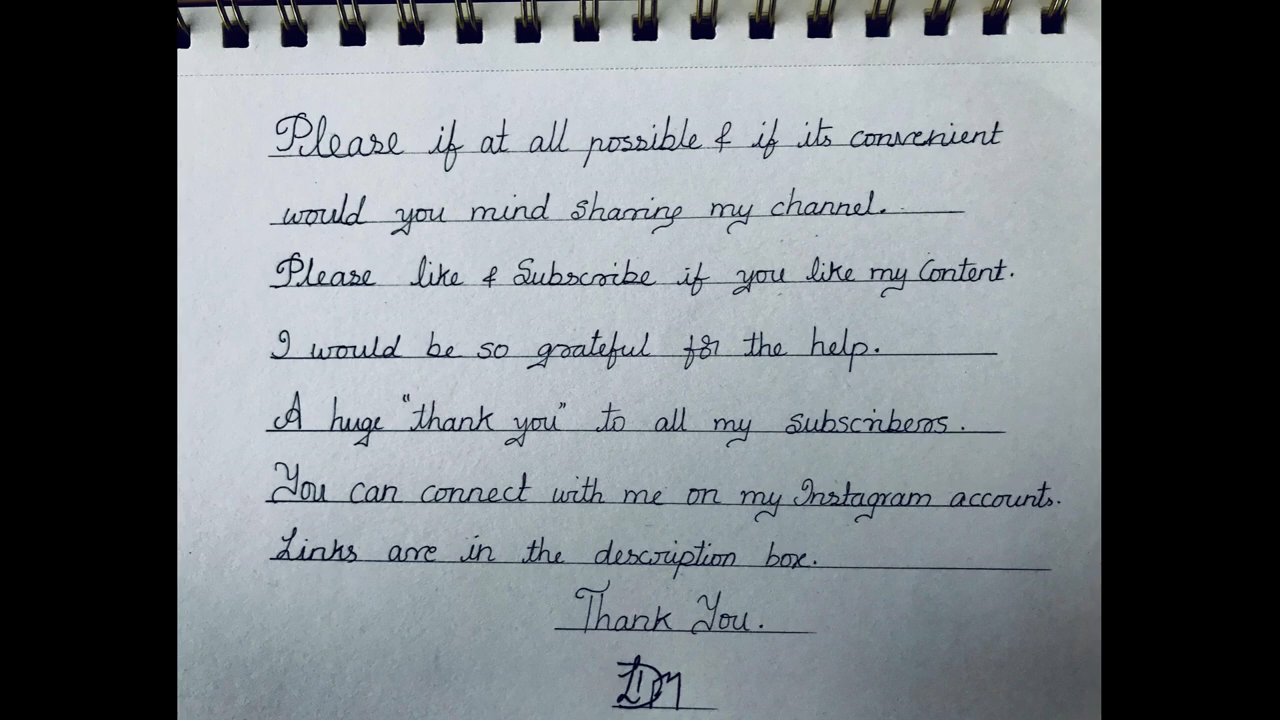 Please if at all possible & if its convenient
would you mind sharing my channel.
Please like & Subscribe if you like my Content.
I would be so grateful for the help.
A huge "thank you" to all my subscribers.
You can connect with me on my Instagram accounts.
Links are in the description box.
Thank You.